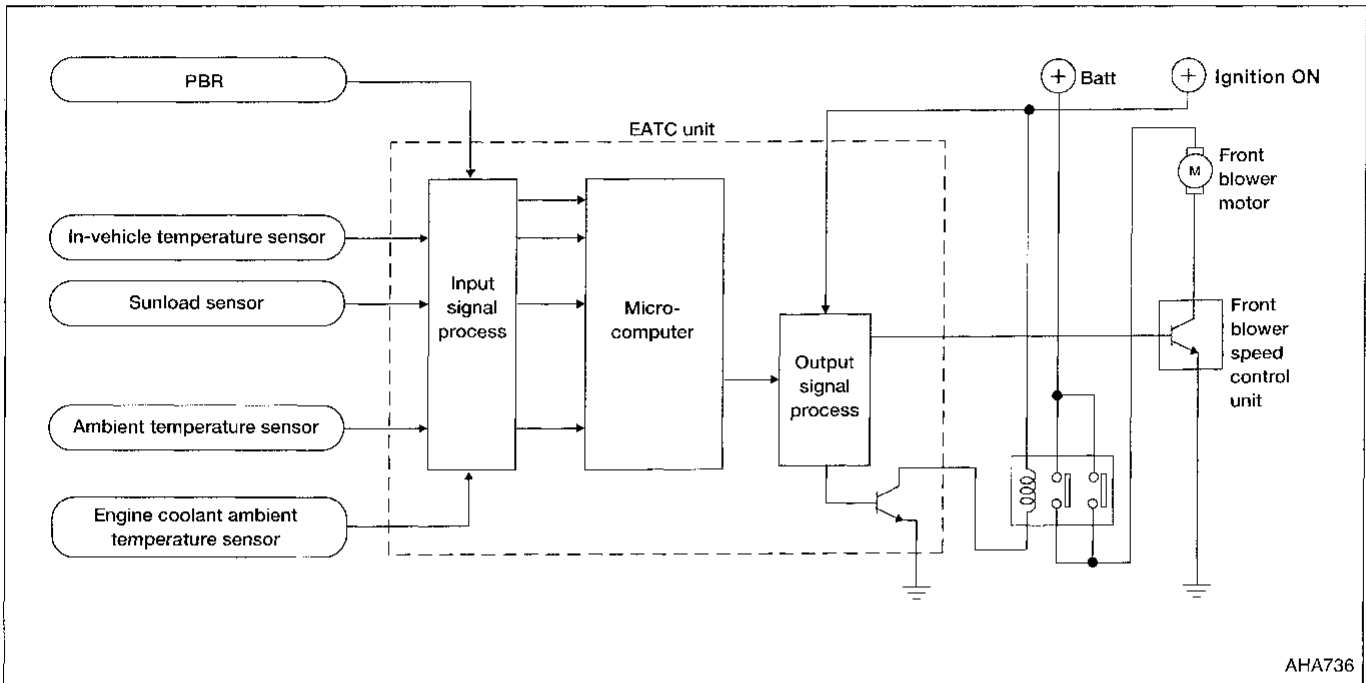 PBR
In-vehicle temperature sensor
Sunload sensor
Ambient temperature sensor
Engine coolant ambient
temperature sensor
EATC unit
Input
signal
process
Micro-
computer
Output
signal
process
+
Batt
+
Ignition ON
M
Front
blower
motor
Front
blower
speed
control
unit
AHA736